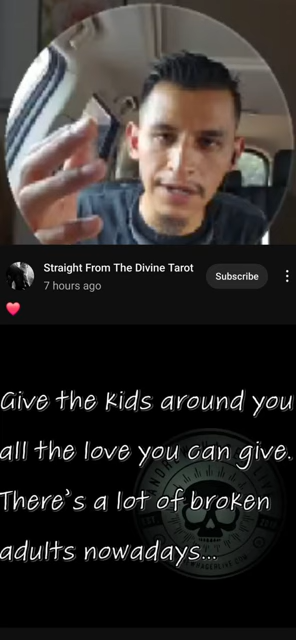 Straight From The Divine Tarot
Subscribe
7 hours ago
Give the kids around you
all the love you can give.
There's a lot of broken
adults nowadays...